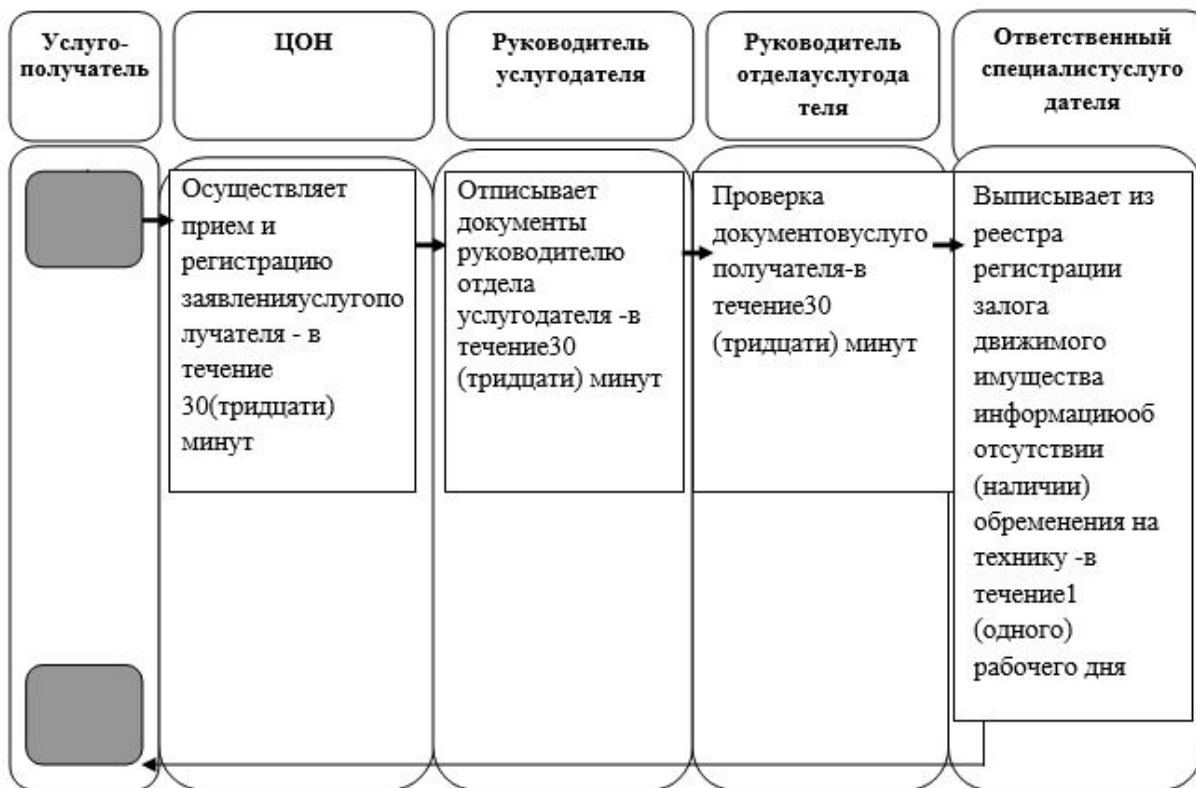 Услуго-
получатель
ЦОН
Руководитель
услугодателя
Руководитель
отделауслугода
теля
Ответственный
специалистуслуго
дателя
Осуществляет
прием и
регистрацию
заявленияуслугопо
лучателя - в
течение
30(тридцати)
минут
Отписывает
документы
руководителю
отдела
услугодателя -в
течение30
(тридцати) минут
Проверка
документовуслуго
получателя-в
течение30
(тридцати) минут
Выписывает из
реестра
регистрации
залога
движимого
имущества
информациюоб
отсутствии
(наличии)
обременения на
технику -в
течение1
(одного)
рабочего дня